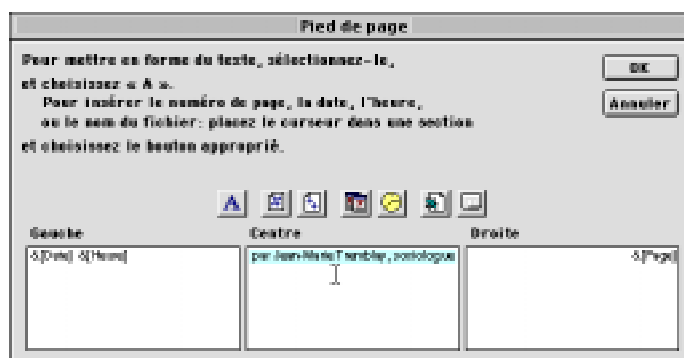 Pied de page
Pour mettre en forme du texte, sélectionnez-le,
et choisissez « A ».
Pour insérer le numéro de page, la date, l'heure,
ou le nom du fichier: placez le curseur dans une section
et choisissez le bouton approprié.
OK
Annuler
A
Gauche
Centre
Droite
&[Date] &[Heure]
par Jean-Marie Tremblay, sociologue
&[Page]